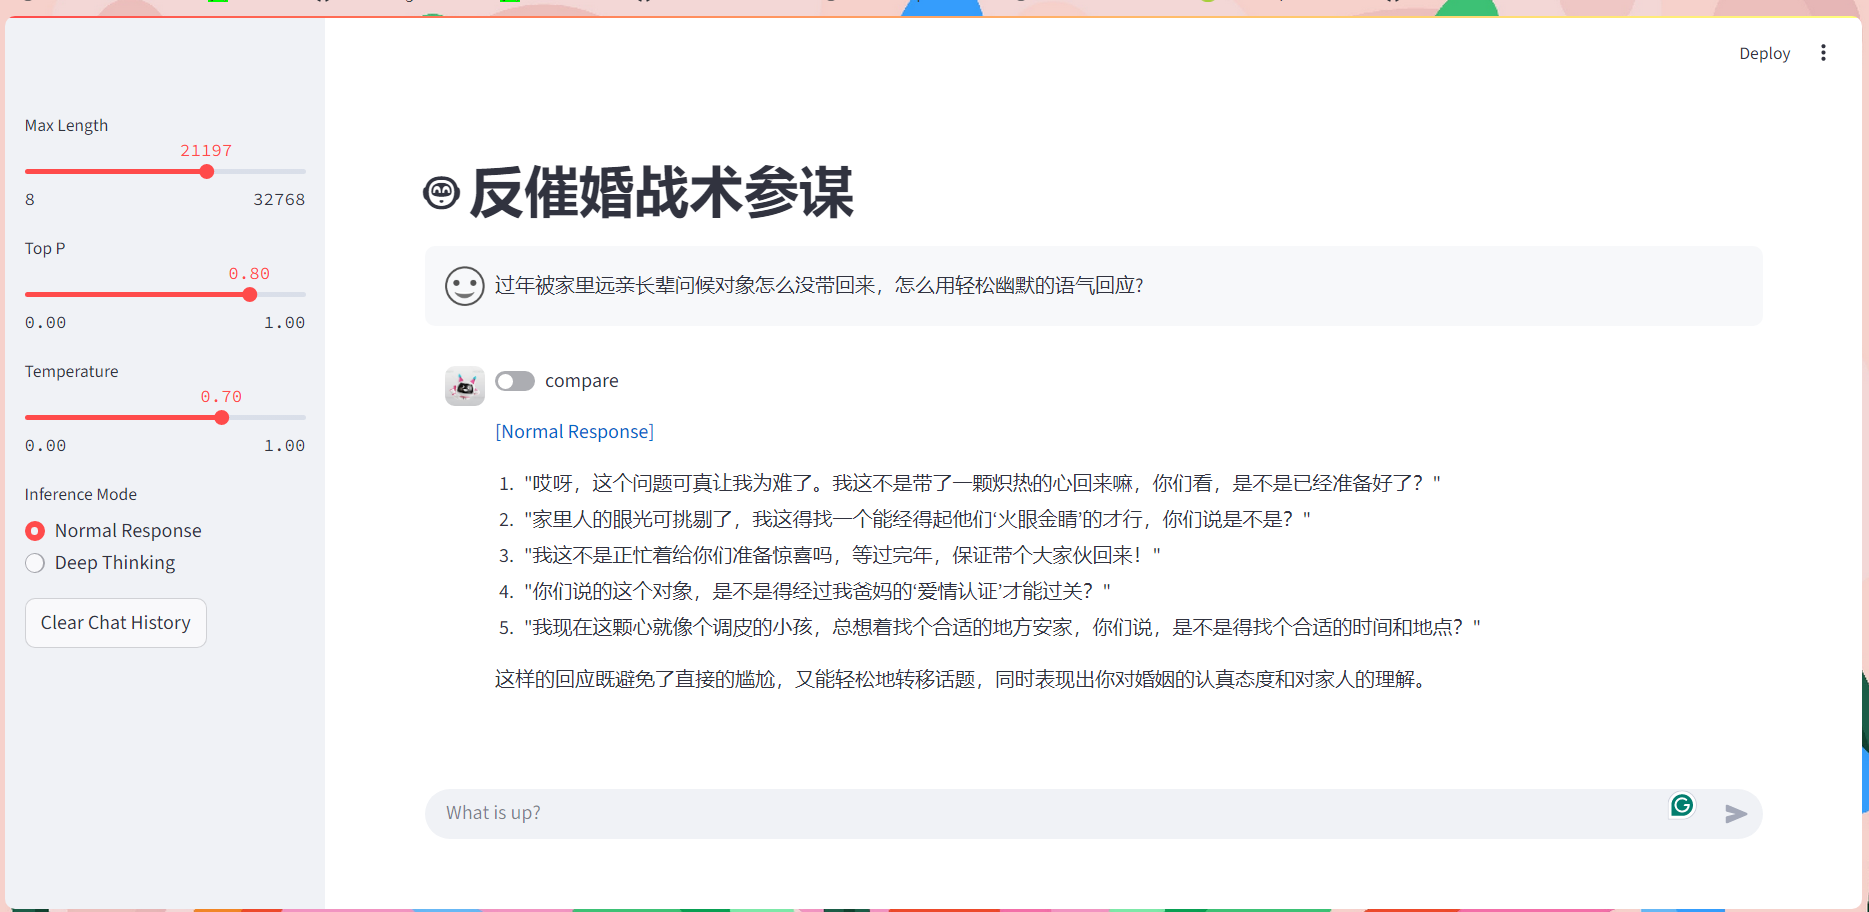 Deploy
Max Length
21197
8 32768
Top P
0.80
0.00 1.00
Temperature
0.70
0.00 1.00
Inference Mode
Normal Response
Deep Thinking
Clear Chat History
反催婚战术参谋
过年被家里远亲长辈问候对象怎么没带回来，怎么用轻松幽默的语气回应?
compare
[Normal Response]
1. "哎呀，这个问题可真让我为难了。我这不是带了一颗炽热的心回来嘛，你们看，是不是已经准备好了？"
2. "家里人的眼光可挑剔了，我这得找一个能经得起他们‘火眼金睛’的才行，你们说是不是？"
3. "我这不是正忙着给你们准备惊喜吗，等过完年，保证带个大家伙回来！"
4. "你们说的这个对象，是不是得经过我爸妈的‘爱情认证’才能过关？"
5. "我现在这颗心就像个调皮的小孩，总想着找个合适的地方安家，你们说，是不是得找个合适的时间和地点？"
这样的回应既避免了直接的尴尬，又能轻松地转移话题，同时表现出你对婚姻的认真态度和对家人的理解。
What is up?